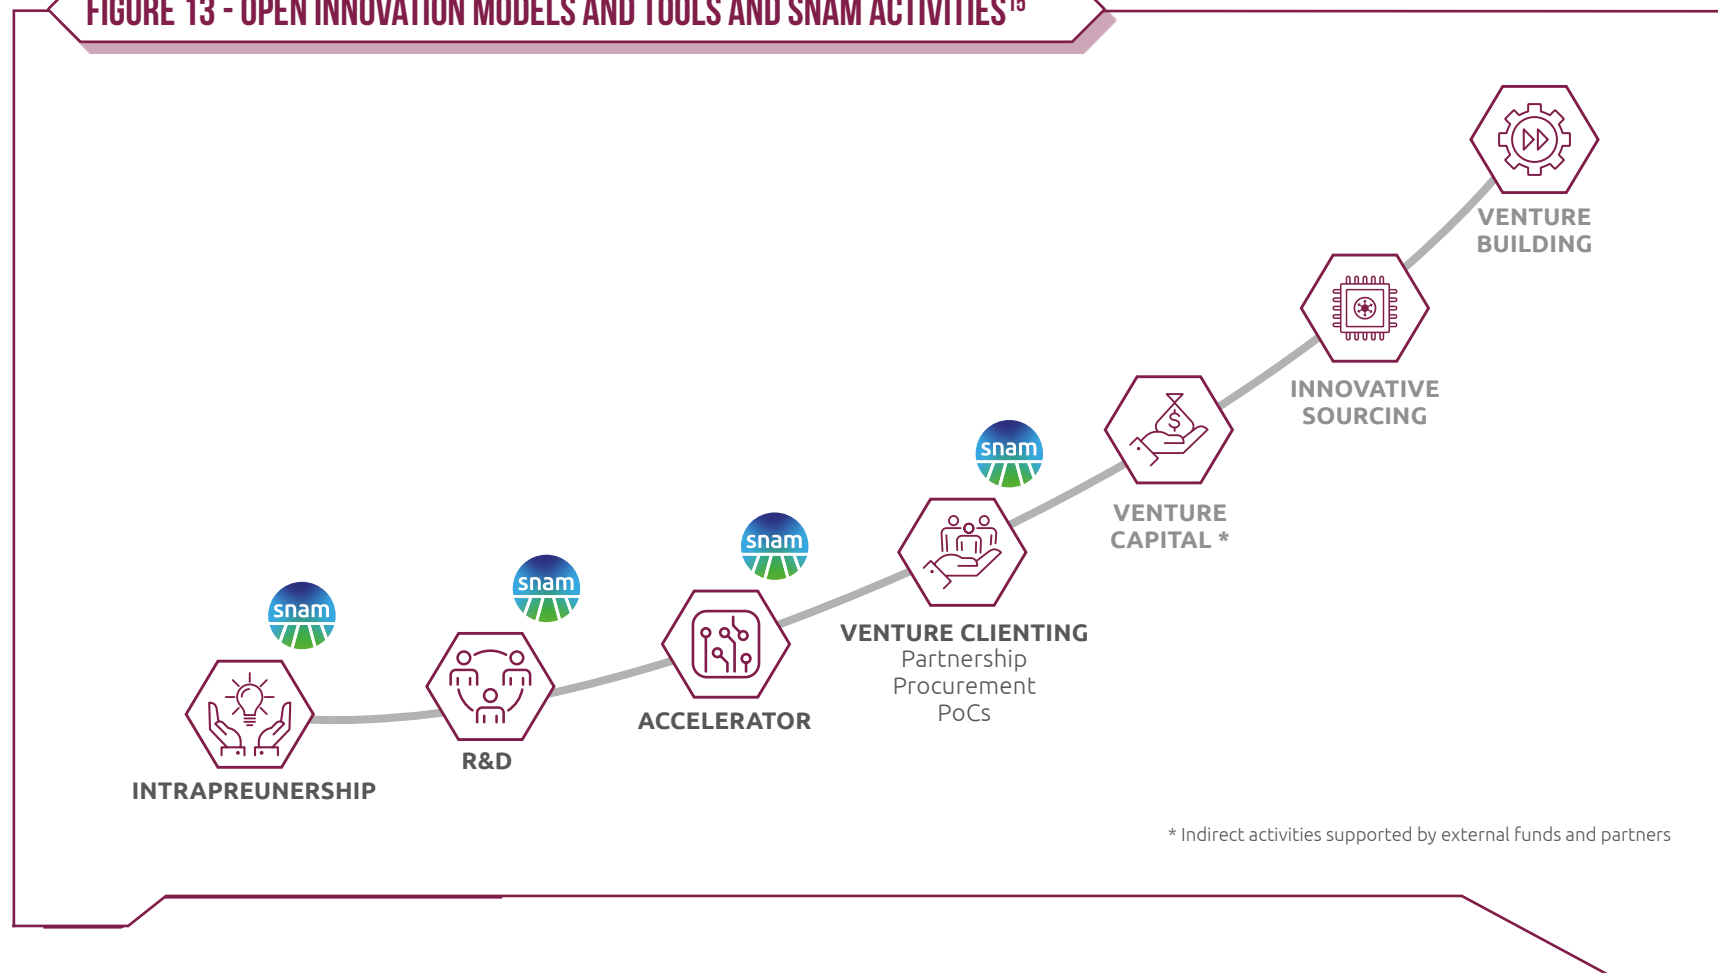 FIGURE 13 - OPEN INNOVATION MODELS AND TOOLS AND SNAM ACTIVITIES15
VENTURE
BUILDING
INNOVATIVE
SOURCING
snam
VENTURE
CAPITAL *
snam
VENTURE CLIENTING
Partnership
Procurement
PoCs
snam
ACCELERATOR
snam
R&D
INTRAPREUNERSHIP
$
* Indirect activities supported by external funds and partners